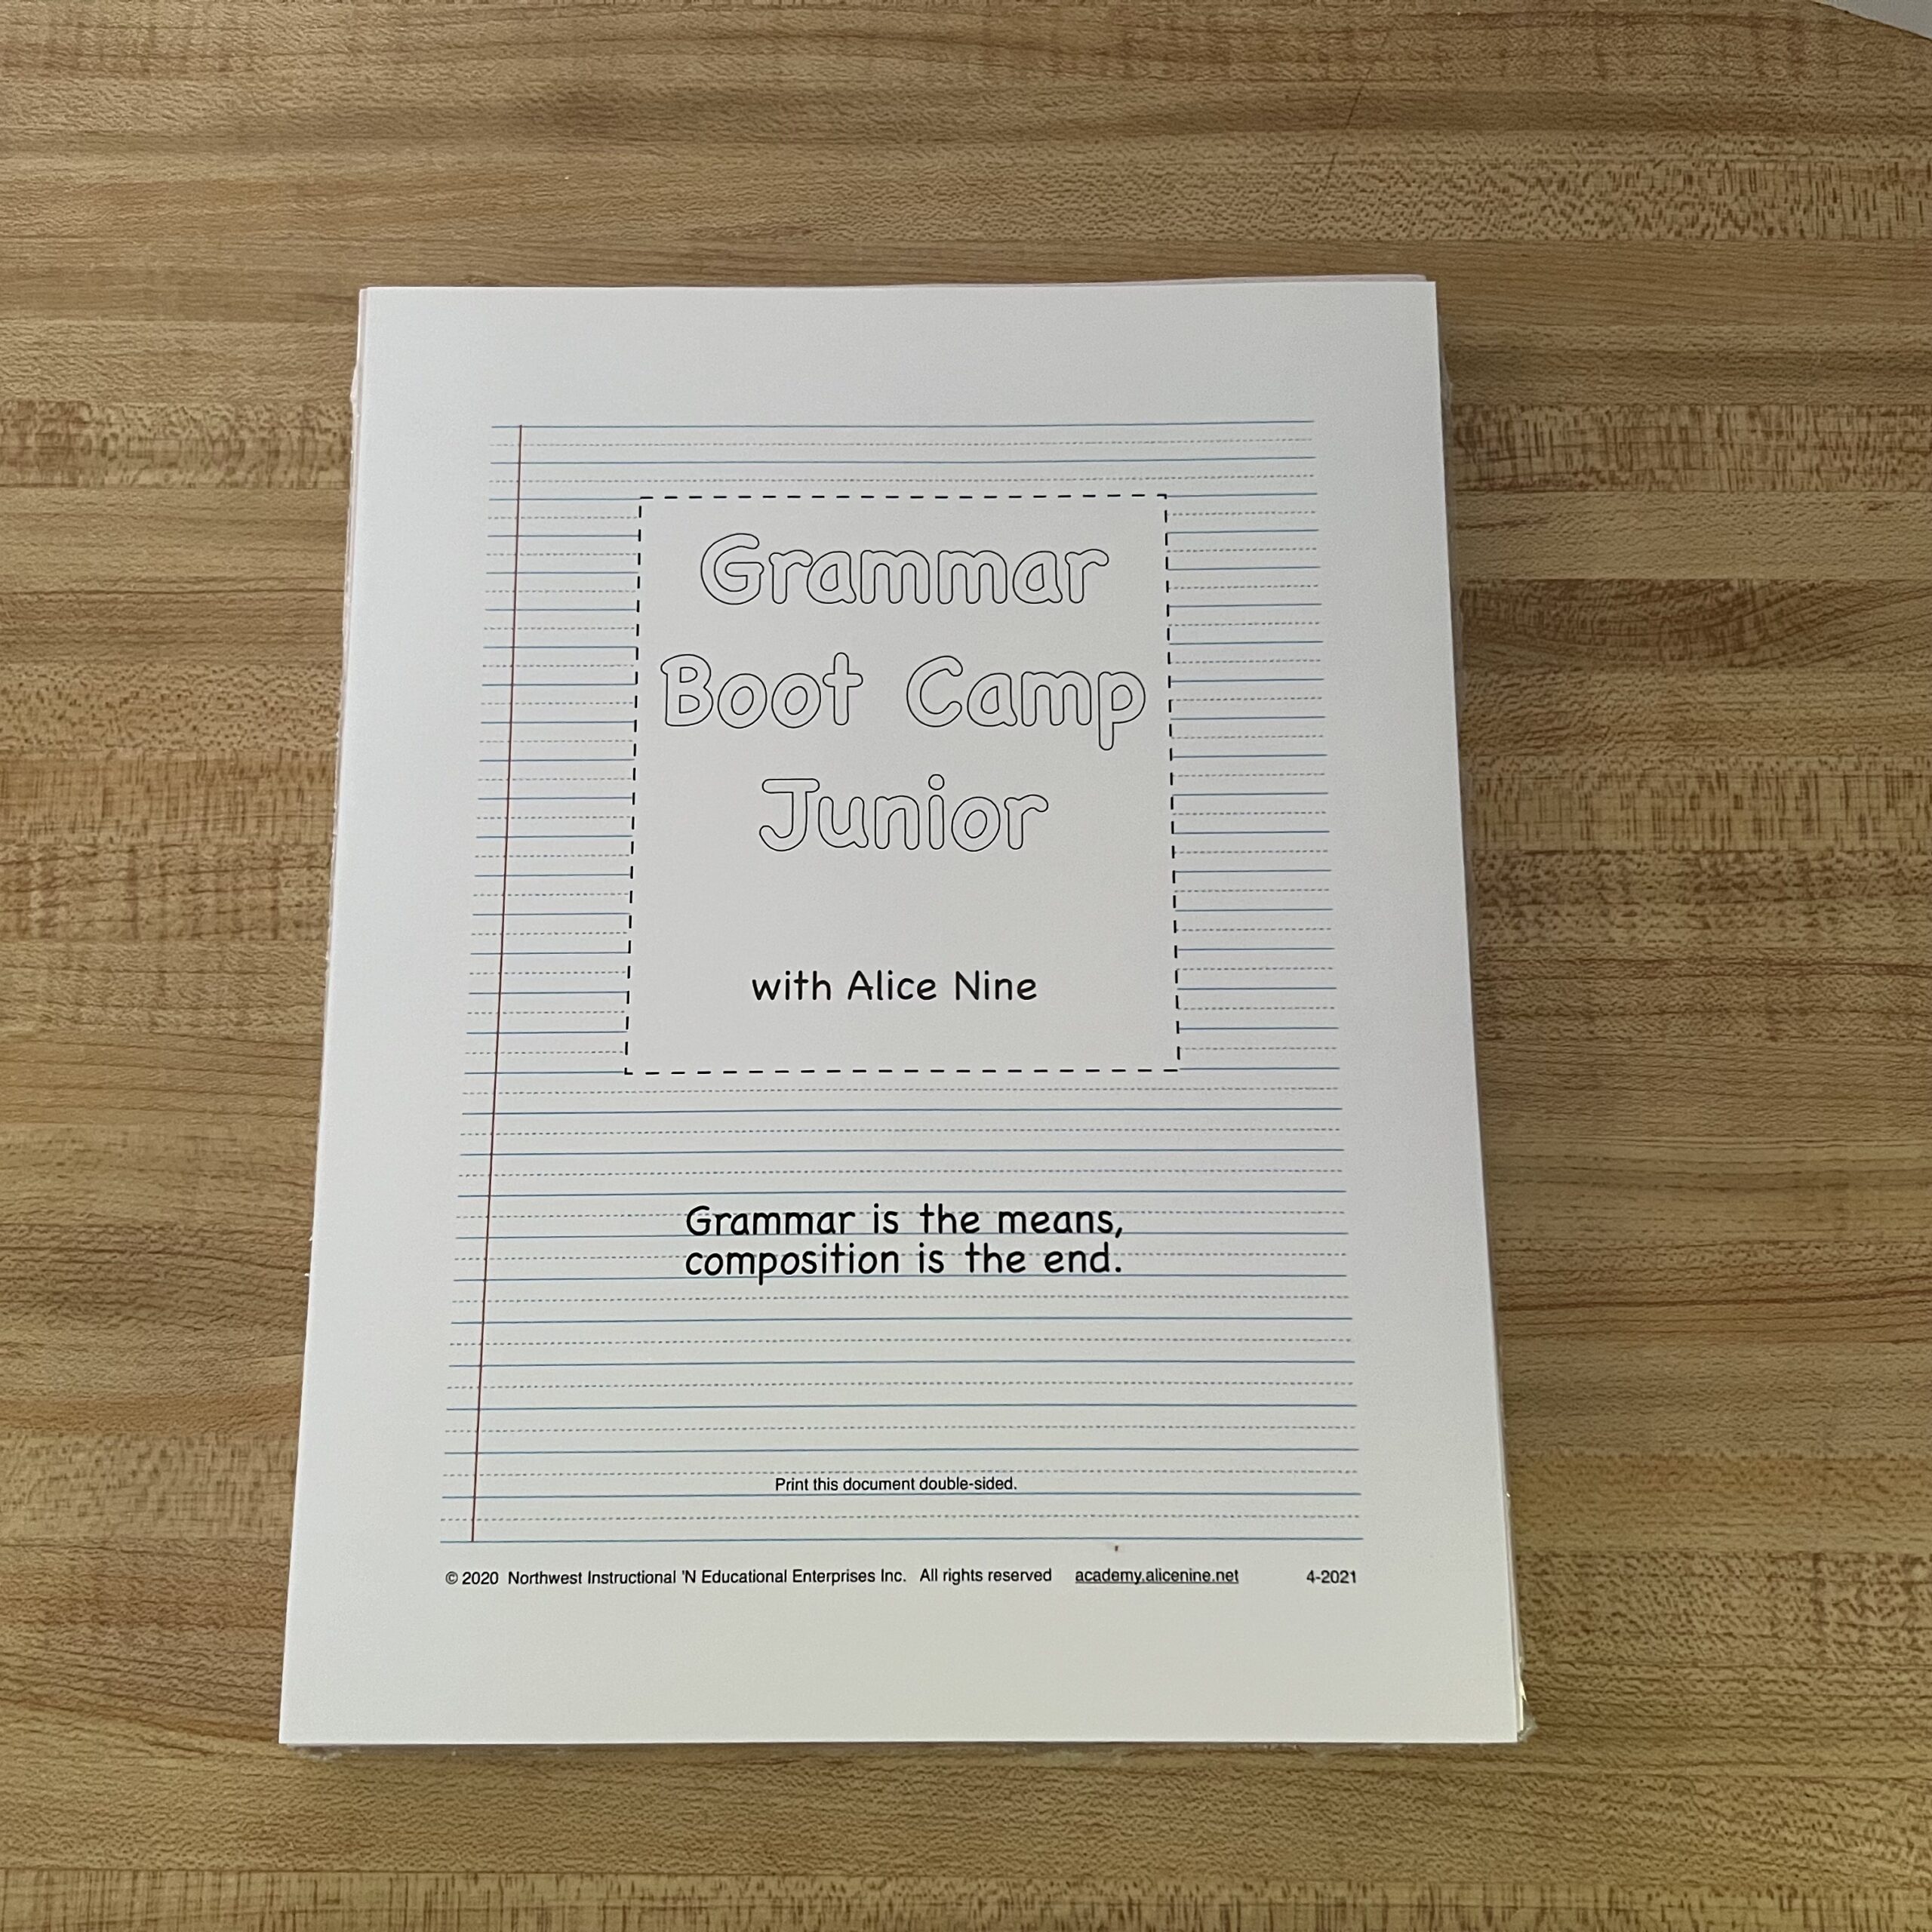 Grammar
Boot Camp
Junior
with Alice Nine
Grammar is the means,
composition is the end.
Print this document double-sided.
© 2020 Northwest Instructional 'N Educational Enterprises Inc. All rights reserved academy.alicenine.net 4-2021